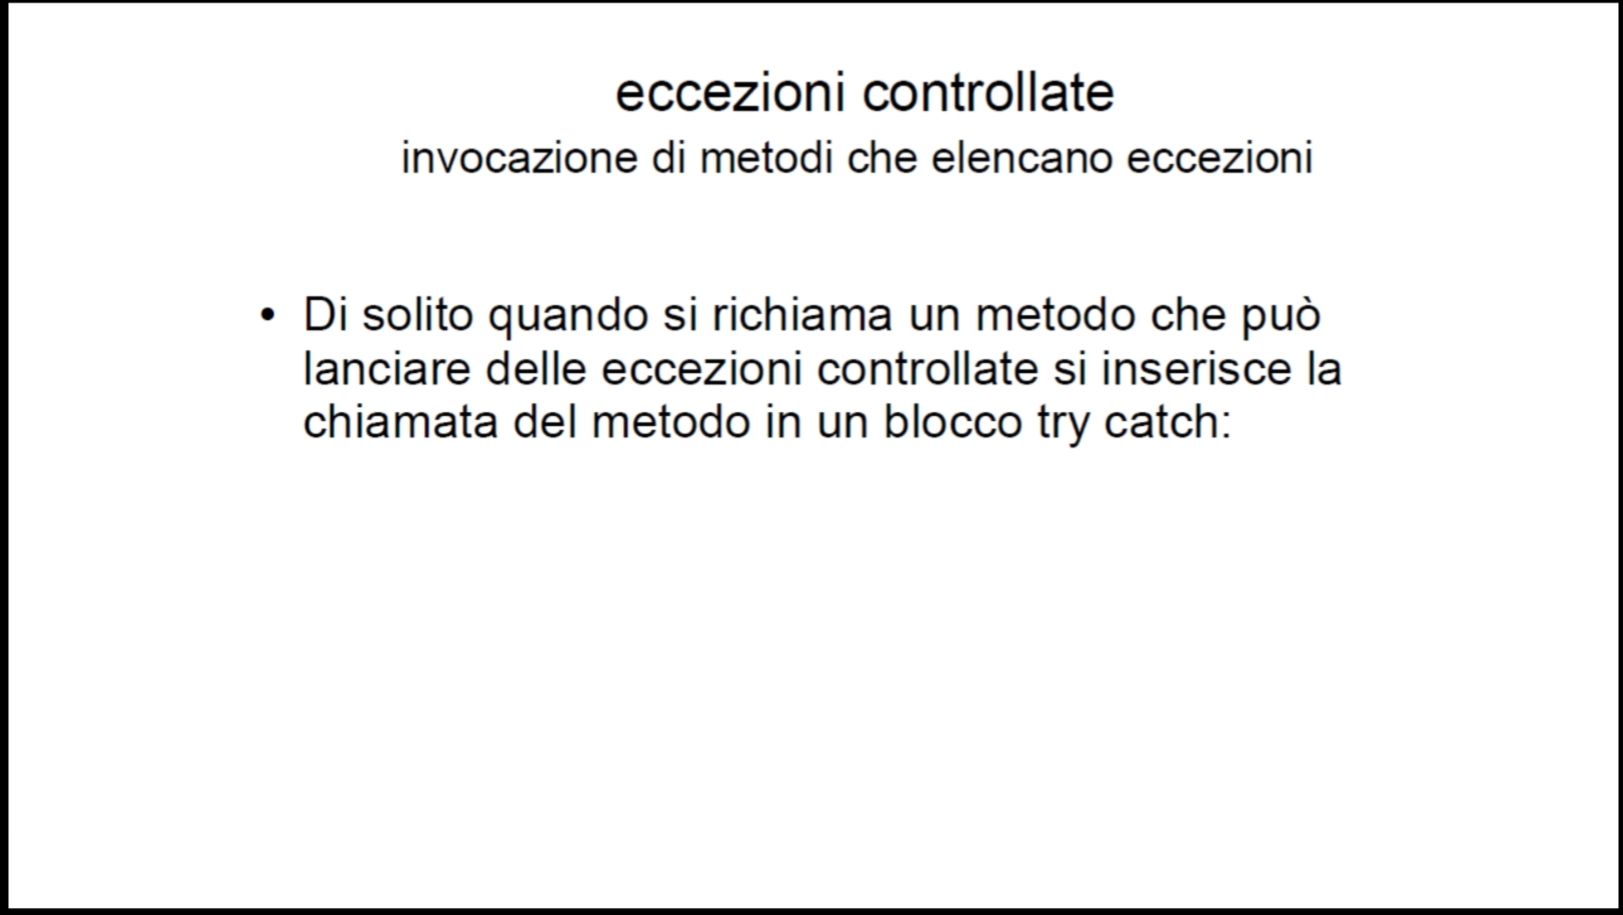 eccezioni controllate
invocazione di metodi che elencano eccezioni
• Di solito quando si richiama un metodo che può
lanciare delle eccezioni controllate si inserisce la
chiamata del metodo in un blocco try catch: